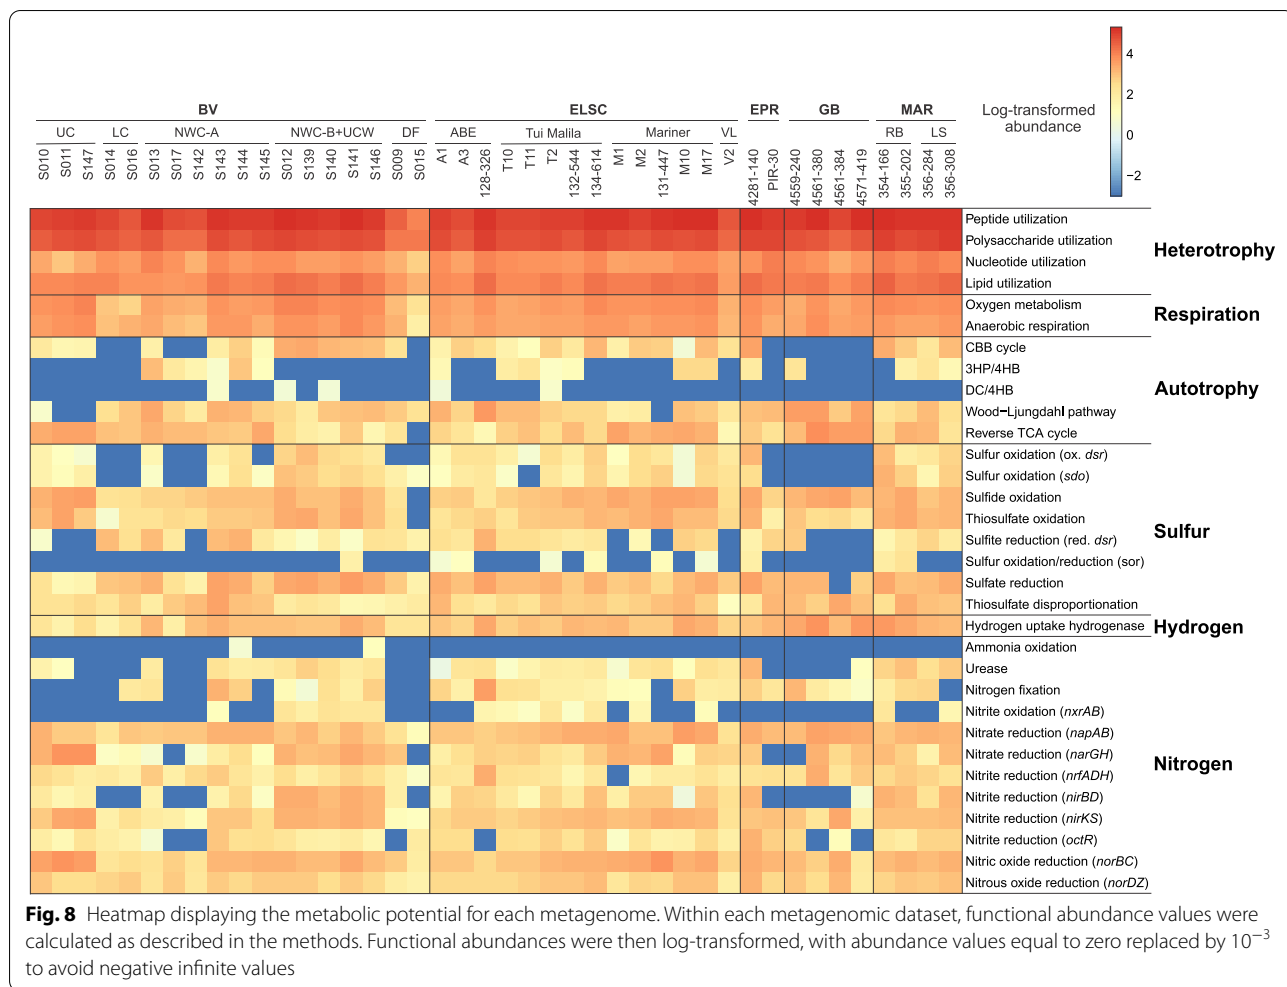 4
2
0
−2
Log-transformed
abundance
BV ELSC EPR GB MAR
UC LC NWC-A NWC-B+UCW DF ABE Tui Malila Mariner VL RB LS
S010 S011 S147 S014 S016 S013 S017 S142 S143 S144 S145 S012 S139 S140 S141 S146 S009 S015 A1 A3 128-326 T10 T11 T2 132-544 134-614 M1 M2 131-447 M10 M17 V2 4281-140 PIR-30 4559-240 4561-380 4561-384 4571-419 354-166 355-202 356-284 356-308
Peptide utilization
Polysaccharide utilization
Heterotrophy
Nucleotide utilization
Lipid utilization
Oxygen metabolism
Respiration
Anaerobic respiration
CBB cycle
3HP/4HB
Autotrophy
DC/4HB
Wood−Ljungdahl pathway
Reverse TCA cycle
Sulfur oxidation (ox. dsr)
Sulfur oxidation (sdo)
Sulfide oxidation
Thiosulfate oxidation
Sulfur
Sulfite reduction (red. dsr)
Sulfur oxidation/reduction (sor)
Sulfate reduction
Thiosulfate disproportionation
Hydrogen uptake hydrogenase Hydrogen
Ammonia oxidation
Urease
Nitrogen fixation
Nitrite oxidation (nxrAB)
Nitrate reduction (napAB)
Nitrate reduction (narGH)
Nitrogen
Nitrite reduction (nrfADH)
Nitrite reduction (nirBD)
Nitrite reduction (nirKS)
Nitrite reduction (octR)
Nitric oxide reduction (norBC)
Nitrous oxide reduction (norDZ)
Fig. 8 Heatmap displaying the metabolic potential for each metagenome. Within each metagenomic dataset, functional abundance values were
calculated as described in the methods. Functional abundances were then log-transformed, with abundance values equal to zero replaced by 10⁻³
to avoid negative infinite values